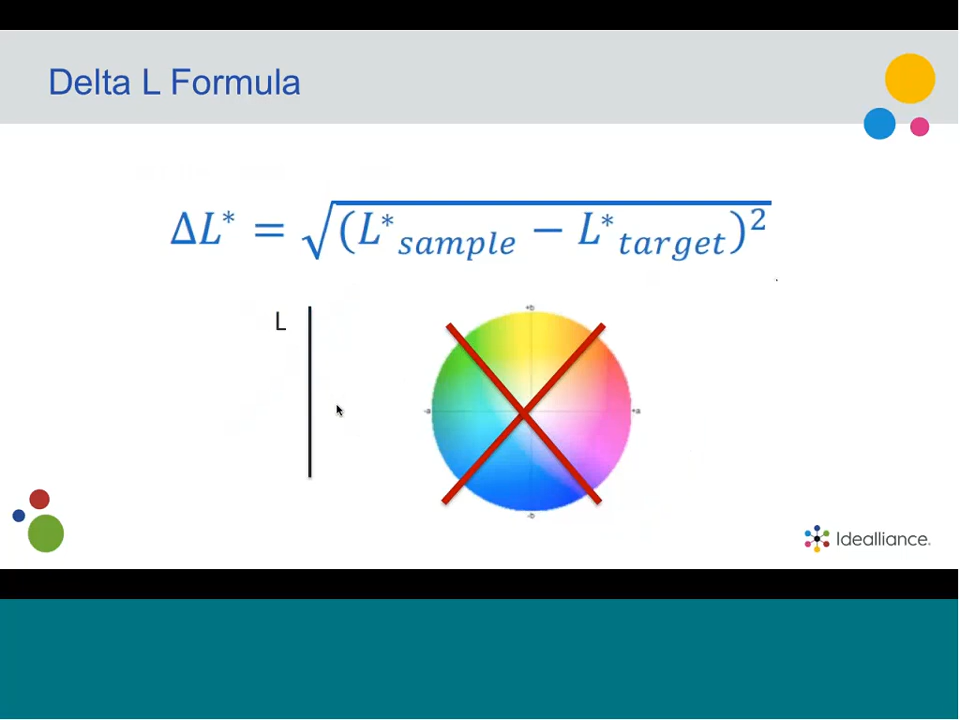 Delta L Formula
ΔL* = √(L*sample − L*target)²
L
+b
-a
+a
-b
Idealliance.